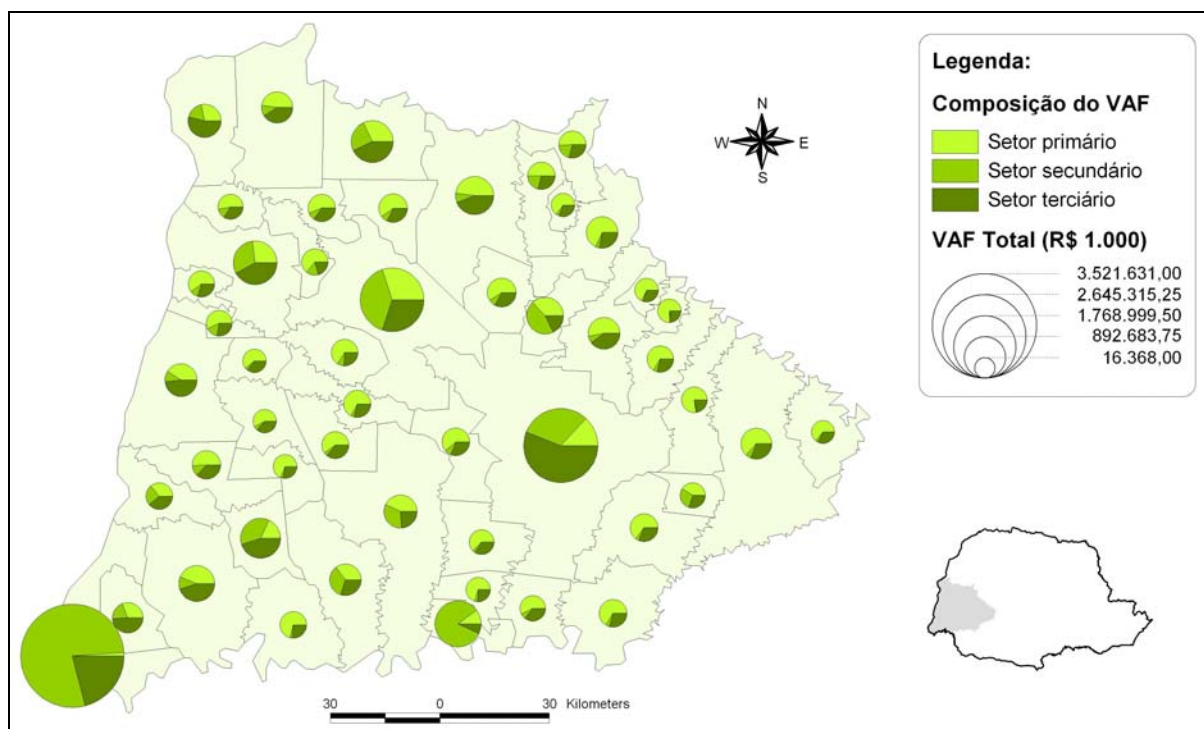 N
W
E
S
Legenda:
Composição do VAF
Setor primário
Setor secundário
Setor terciário
VAF Total (R$ 1.000)
3.521.631,00
2.645.315,25
1.768.999,50
892.683,75
16.368,00
30
0
30
Kilometers